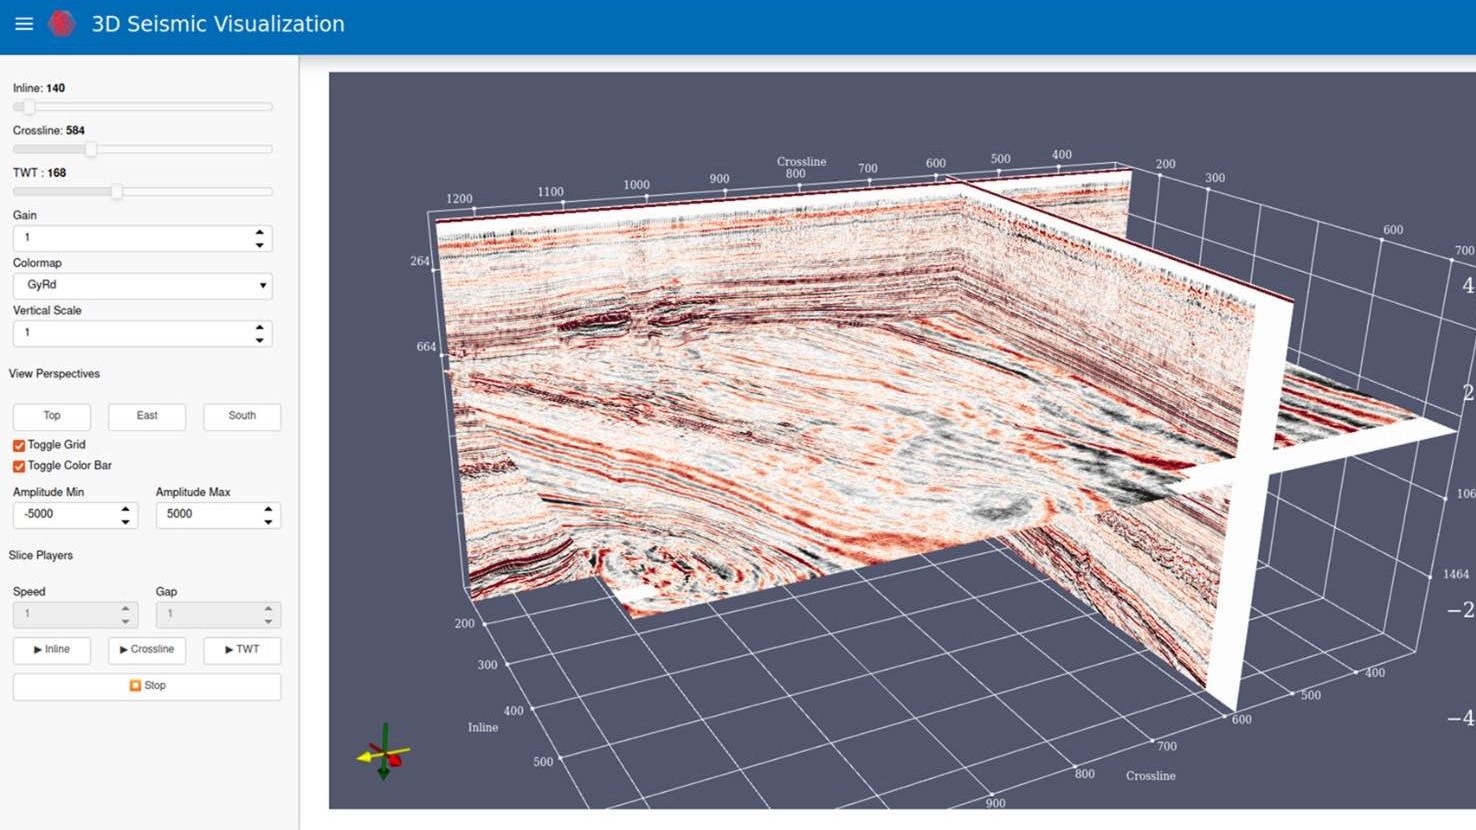 3D Seismic Visualization
Inline: 140
Crossline: 584
TWT : 168
Gain
1
Colormap
GyRd
Vertical Scale
1
View Perspectives
Top East South
Toggle Grid
Toggle Color Bar
Amplitude Min Amplitude Max
-5000 5000
Slice Players
Speed Gap
1 1
Inline Crossline TWT
Stop
Crossline
1200 1100 1000 900 800 700 600 500 400
200 300 600 700
264
664
4
2
106
1464
−2
−4
200
300
400
500
Inline
400
500
600
700
800
900
Crossline